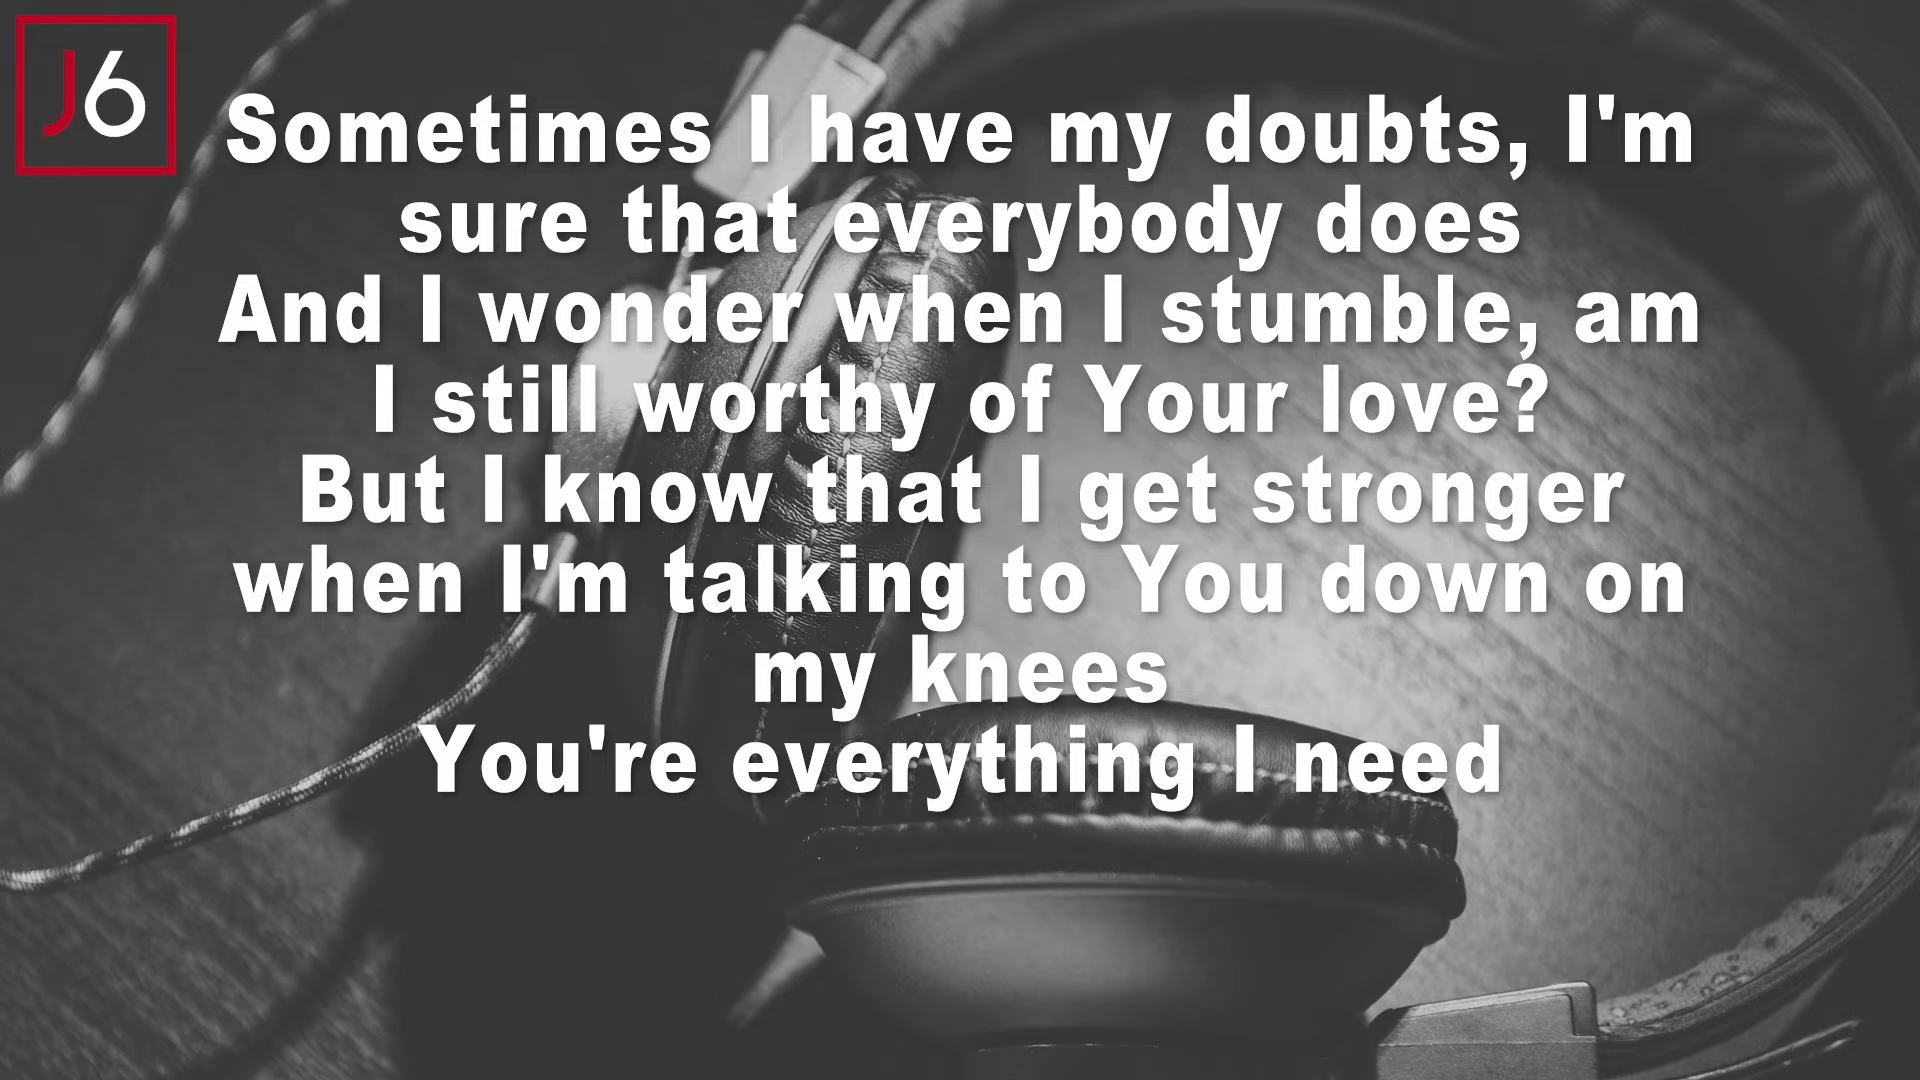 J6
Sometimes I have my doubts, I'm
sure that everybody does
And I wonder when I stumble, am
I still worthy of Your love?
But I know that I get stronger
when I'm talking to You down on
my knees
You're everything I need